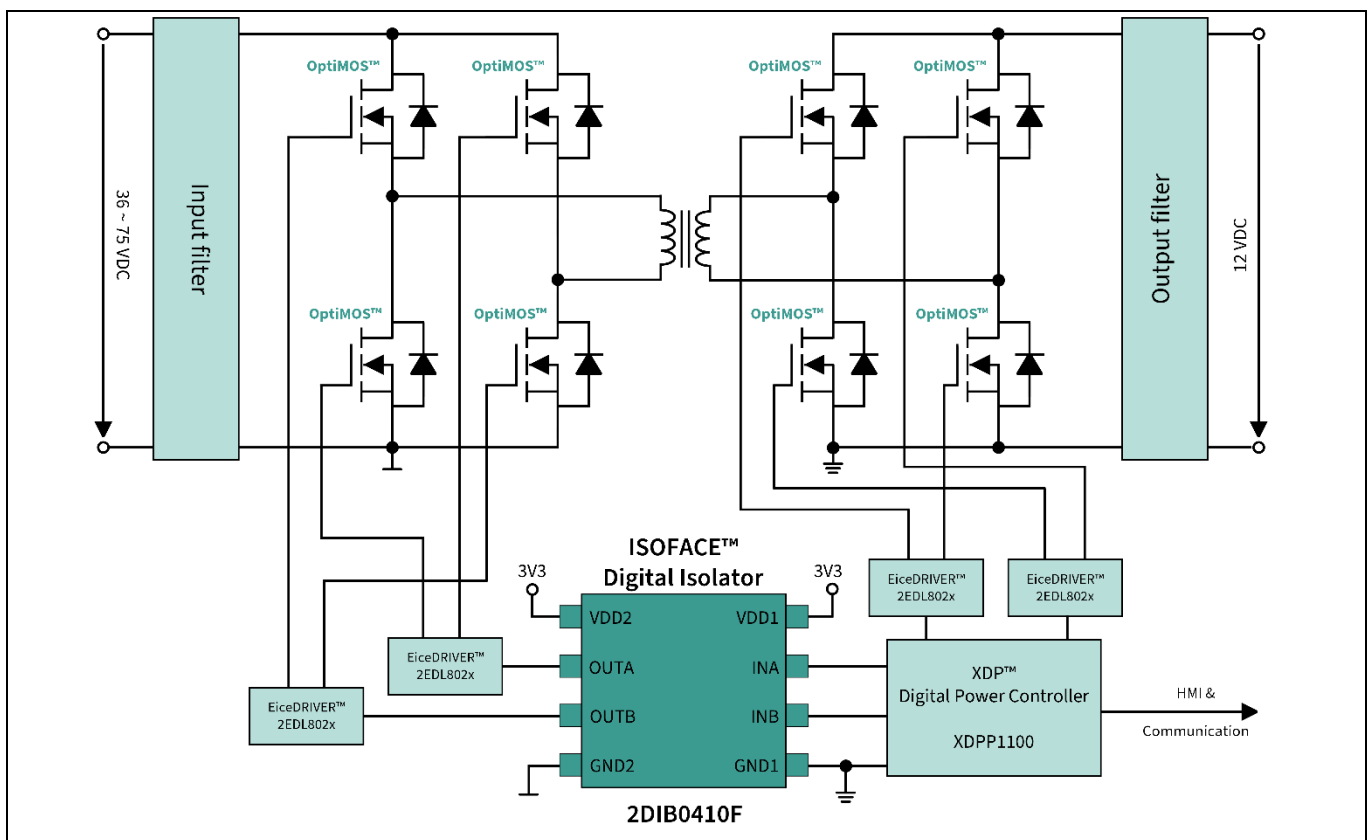 OptiMOS™
OptiMOS™
OptiMOS™
OptiMOS™
36 ~ 75 VDC
Input filter
Output filter
12 VDC
OptiMOS™
OptiMOS™
OptiMOS™
OptiMOS™
ISOFACE™
Digital Isolator
3V3
3V3
VDD2
VDD1
OUTA
INA
OUTB
INB
GND2
GND1
2DIB0410F
EiceDRIVER™
2EDL802x
EiceDRIVER™
2EDL802x
EiceDRIVER™
2EDL802x
EiceDRIVER™
2EDL802x
XDP™
Digital Power Controller
XDPP1100
HMI &
Communication